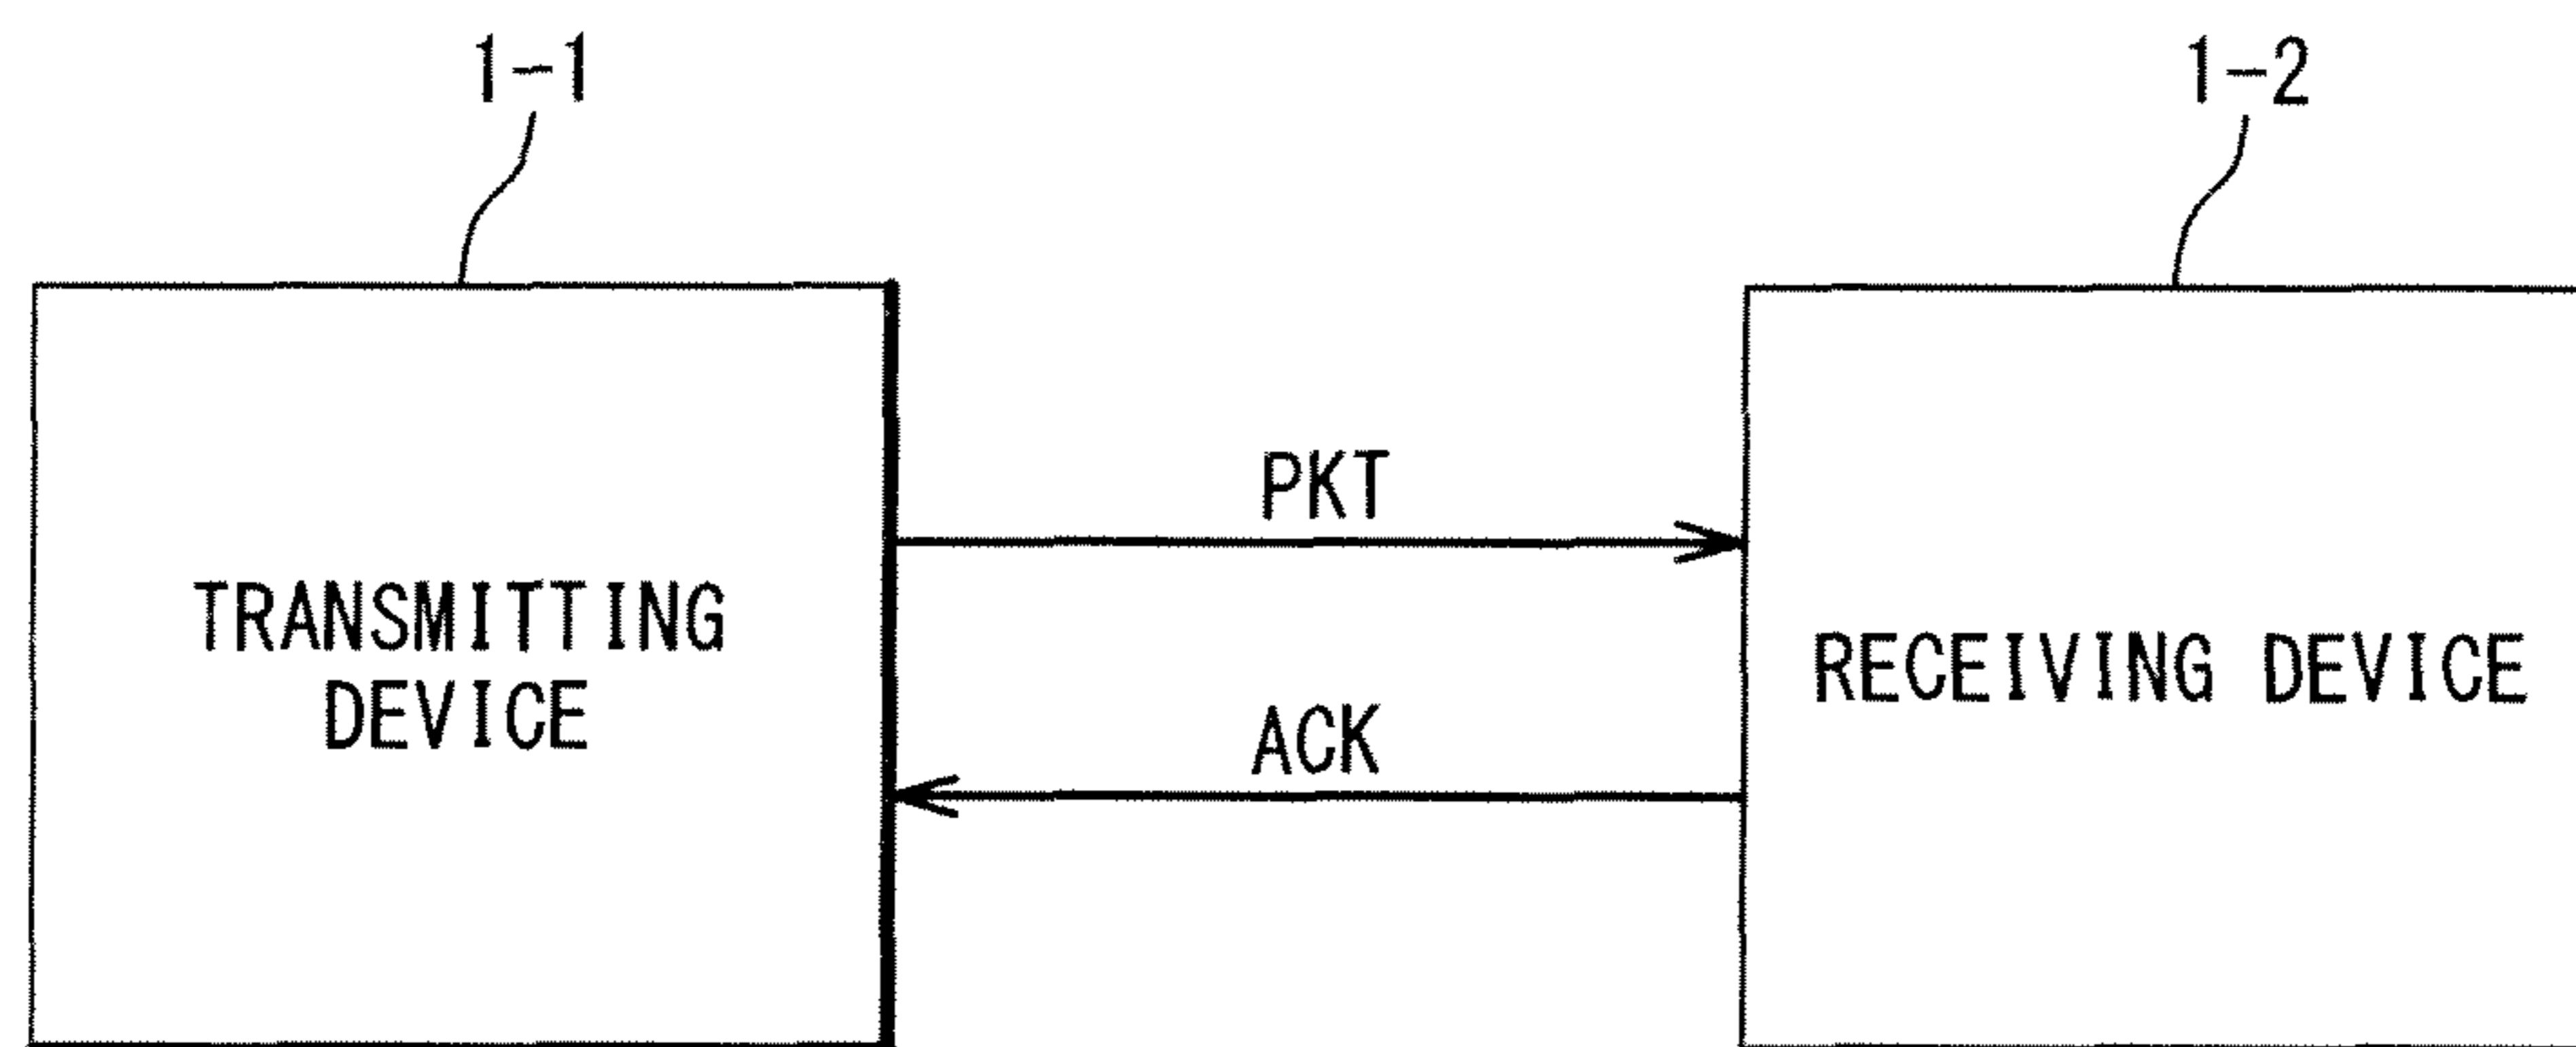 1-1
1-2
PKT
TRANSMITTING
DEVICE
RECEIVING DEVICE
ACK